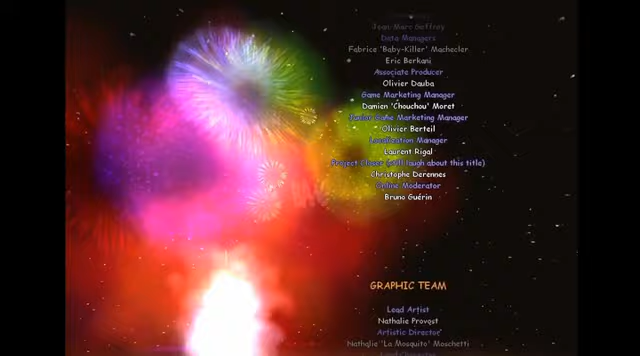 Jean-Marc Geffroy
Data Managers
Fabrice 'Baby-Killer' Machecler
Eric Berkani
Associate Producer
Olivier Dauba
Game Marketing Manager
Damien 'Chouchou' Moret
Junior Game Marketing Manager
Olivier Berteil
Localization Manager
Laurent Rigal
Project Closer (still laugh about this title)
Christophe Derennes
Online Moderator
Bruno Guérin
GRAPHIC TEAM
Lead Artist
Nathalie Provost
Artistic Director
Nathalie 'La Mosquito' Moschetti